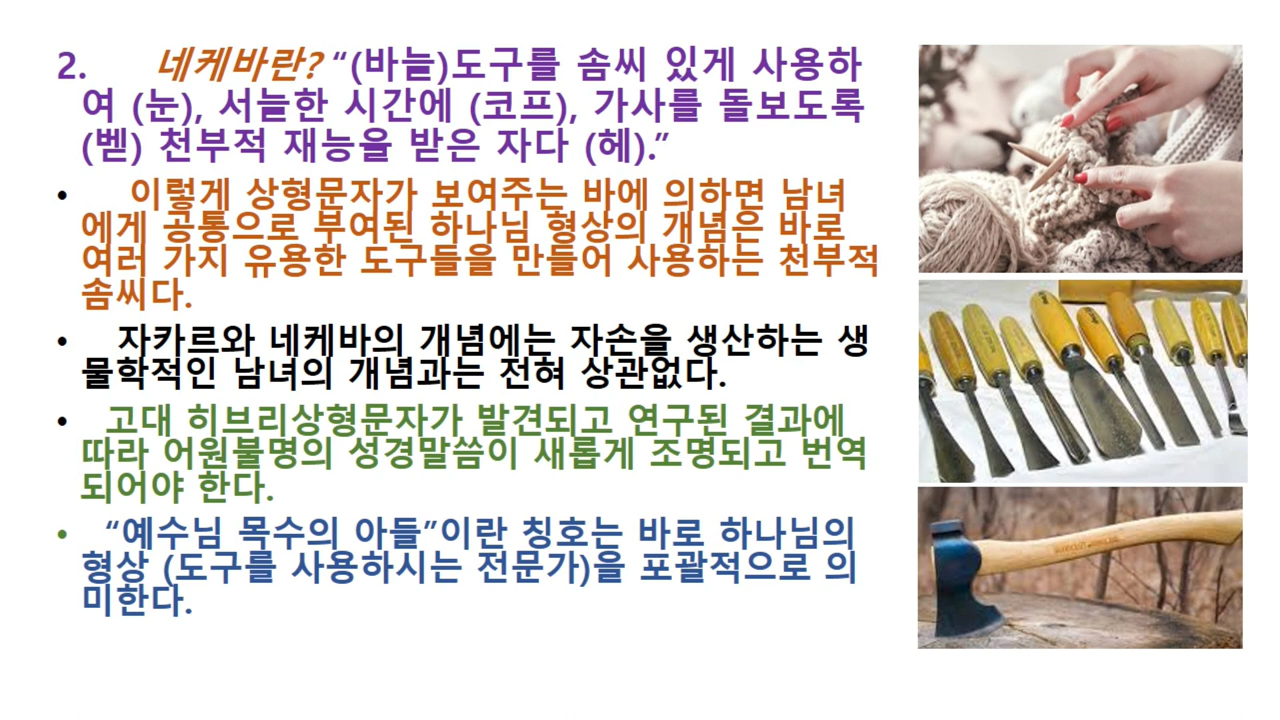 2. 네케바란? “(바늘)도구를 솜씨 있게 사용하
여 (눈), 서늘한 시간에 (코프), 가사를 돌보도록
(벧) 천부적 재능을 받은 자다 (헤).”
• 이렇게 상형문자가 보여주는 바에 의하면 남녀
에게 공통으로 부여된 하나님 형상의 개념은 바로
여러 가지 유용한 도구들을 만들어 사용하는 천부적
솜씨다.
• 자카르와 네케바의 개념에는 자손을 생산하는 생
물학적인 남녀의 개념과는 전혀 상관없다.
• 고대 히브리상형문자가 발견되고 연구된 결과에
따라 어원불명의 성경말씀이 새롭게 조명되고 번역
되어야 한다.
• “예수님 목수의 아들”이란 칭호는 바로 하나님의
형상 (도구를 사용하시는 전문가)을 포괄적으로 의
미한다.